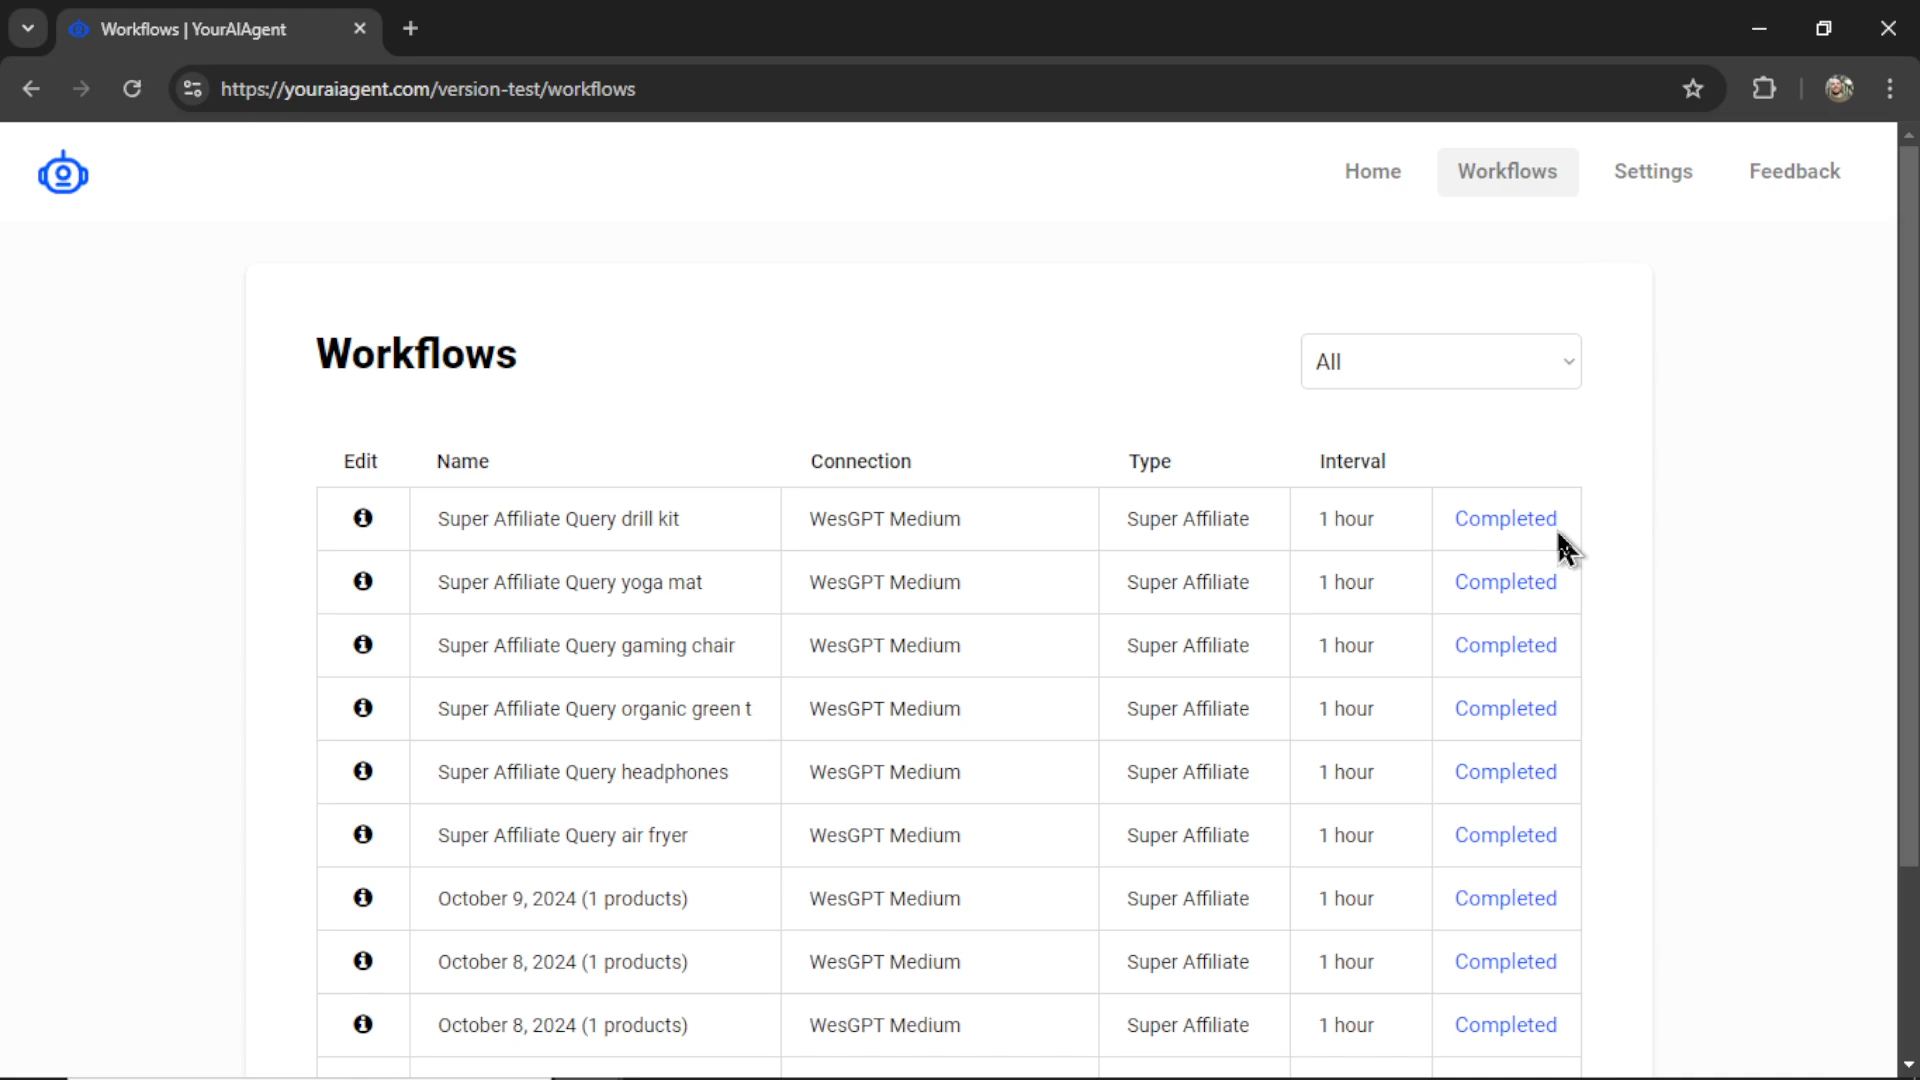 Workflows | YourAIAgent
https://youraiagent.com/version-test/workflows
Home Workflows Settings Feedback
Workflows
All
Edit Name Connection Type Interval
Super Affiliate Query drill kit WesGPT Medium Super Affiliate 1 hour Completed
Super Affiliate Query yoga mat WesGPT Medium Super Affiliate 1 hour Completed
Super Affiliate Query gaming chair WesGPT Medium Super Affiliate 1 hour Completed
Super Affiliate Query organic green t WesGPT Medium Super Affiliate 1 hour Completed
Super Affiliate Query headphones WesGPT Medium Super Affiliate 1 hour Completed
Super Affiliate Query air fryer WesGPT Medium Super Affiliate 1 hour Completed
October 9, 2024 (1 products) WesGPT Medium Super Affiliate 1 hour Completed
October 8, 2024 (1 products) WesGPT Medium Super Affiliate 1 hour Completed
October 8, 2024 (1 products) WesGPT Medium Super Affiliate 1 hour Completed